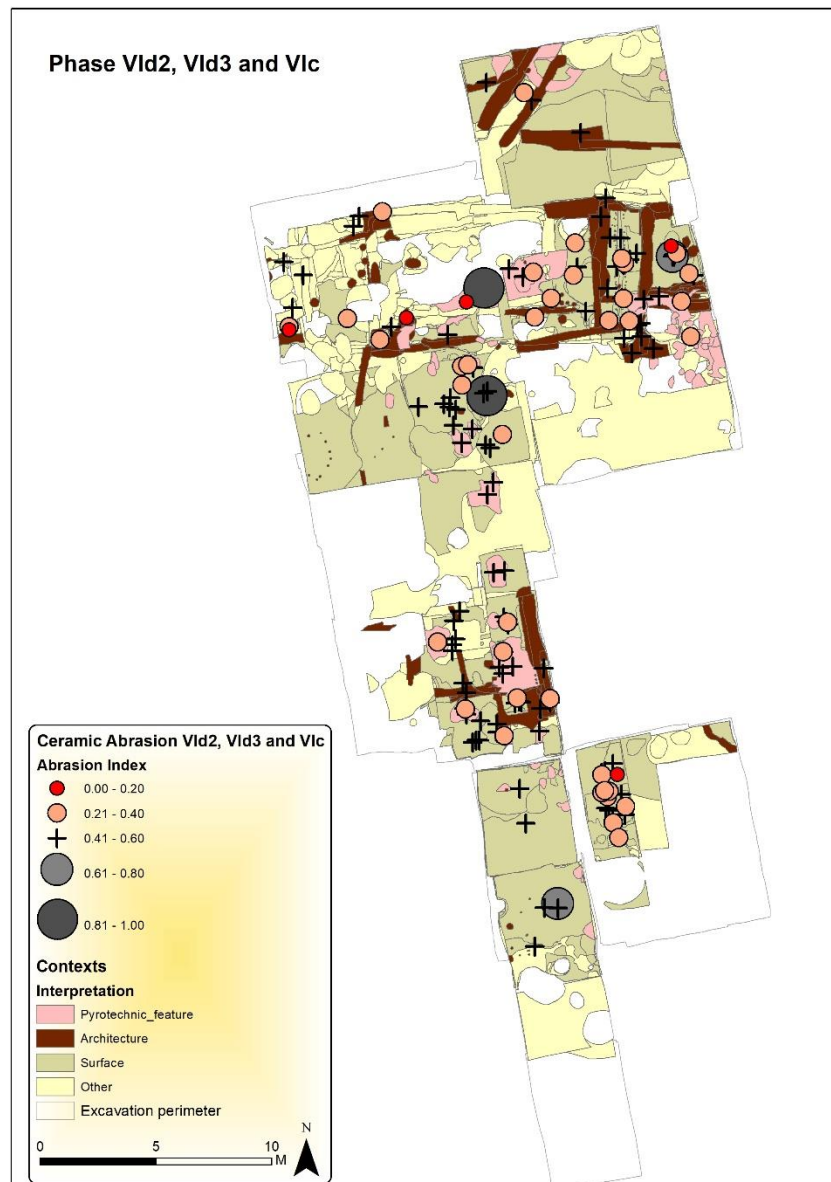 Phase VId2, VId3 and VIc
Ceramic Abrasion VId2, VId3 and VIc
Abrasion Index
0.00 - 0.20
0.21 - 0.40
0.41 - 0.60
0.61 - 0.80
0.81 - 1.00
Contexts
Interpretation
Pyrotechnic_feature
Architecture
Surface
Other
Excavation perimeter
N
0 5 10
M